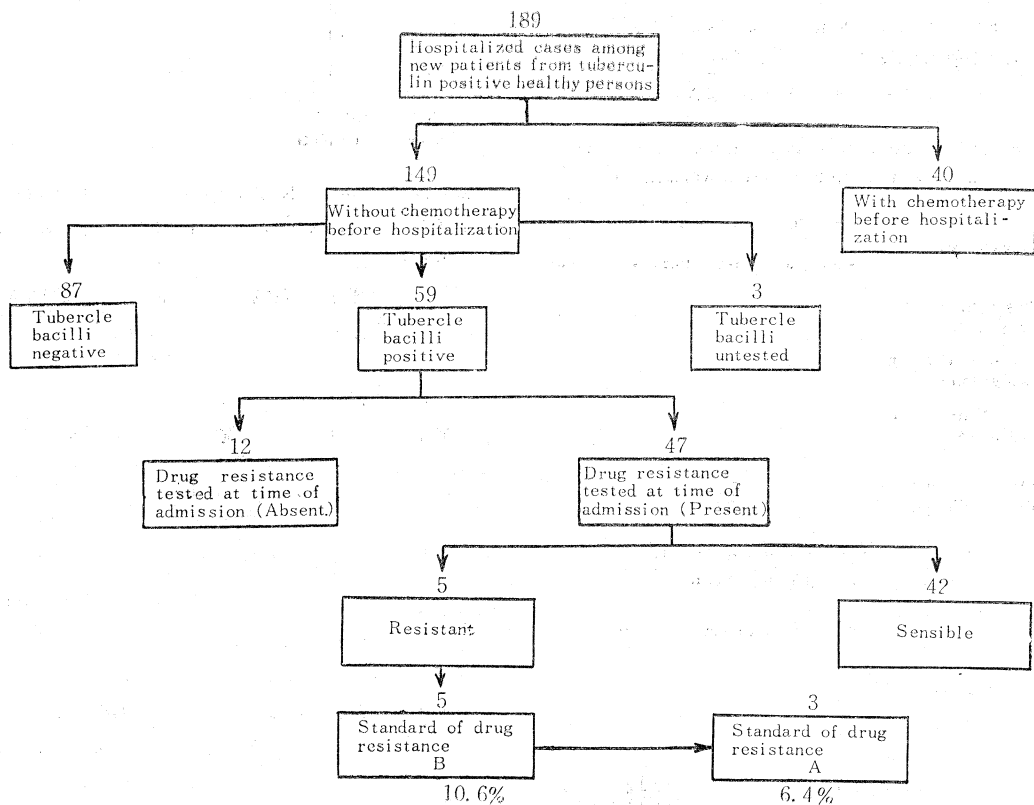 189
Hospitalized cases among
new patients from tubercu-
lin positive healthy persons
149
Without chemotherapy
before hospitalization
40
With chemotherapy
before hospitali-
zation
87
Tubercle
bacilli
negative
59
Tubercle
bacilli
positive
3
Tubercle
bacilli
untested
12
Drug resistance
tested at time of
admission (Absent.)
47
Drug resistance
tested at time of
admission (Present)
5
Resistant
42
Sensible
5
Standard of drug
resistance
B
10.6%
3
Standard of drug
resistance
A
6.4%